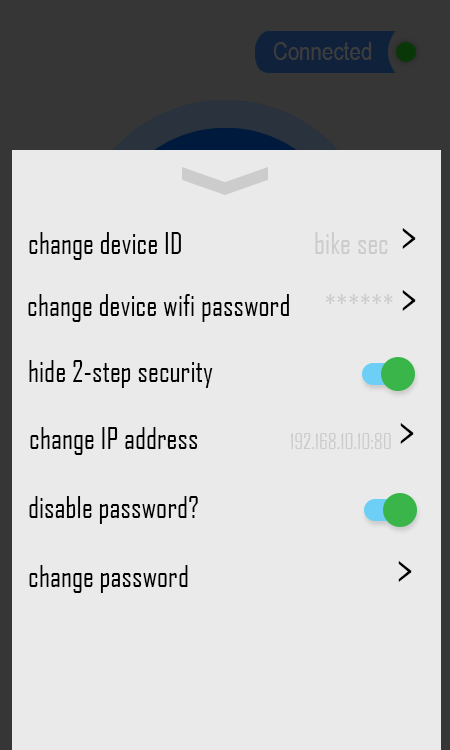 Connected
change device ID bike sec
change device wifi password ******
hide 2-step security
change IP address 192.168.10.10:80
disable password?
change password